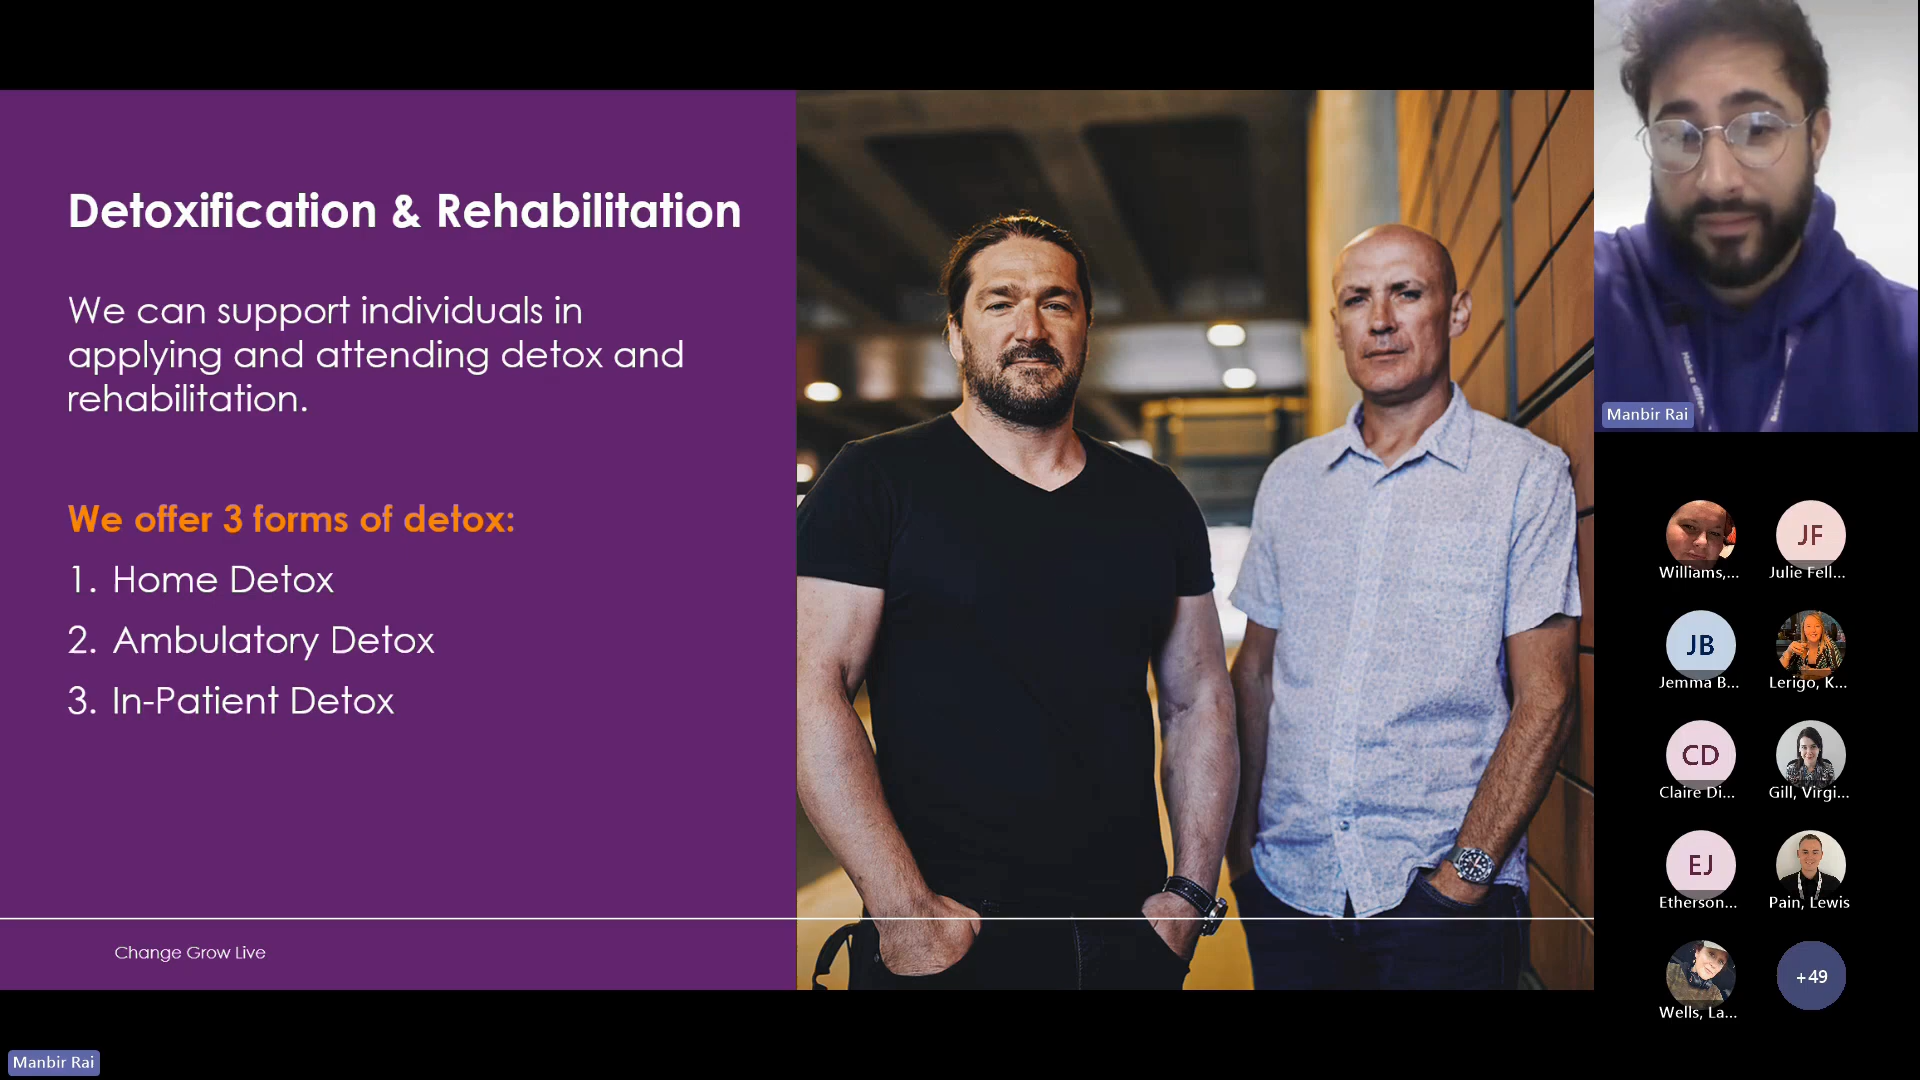 Detoxification & Rehabilitation
We can support individuals in
applying and attending detox and
rehabilitation.
We offer 3 forms of detox:
1. Home Detox
2. Ambulatory Detox
3. In-Patient Detox
Change Grow Live
Manbir Rai
Manbir Rai
Williams,...
JF
Julie Fell...
JB
Jemma B...
Lerigo, K...
CD
Claire Di...
Gill, Virgi...
EJ
Etherson...
Pain, Lewis
Wells, La...
+49